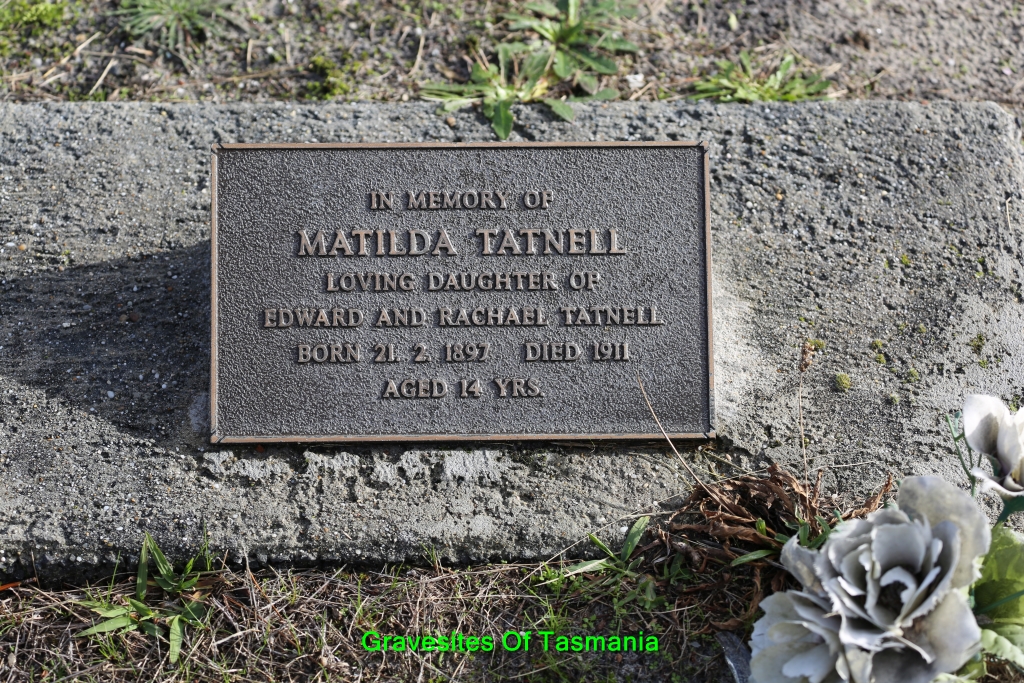 IN MEMORY OF
MATILDA TATNELL
LOVING DAUGHTER OF
EDWARD AND RACHAEL TATNELL
BORN 21. 2. 1897 DIED 1911
AGED 14 YRS.
Gravesites Of Tasmania